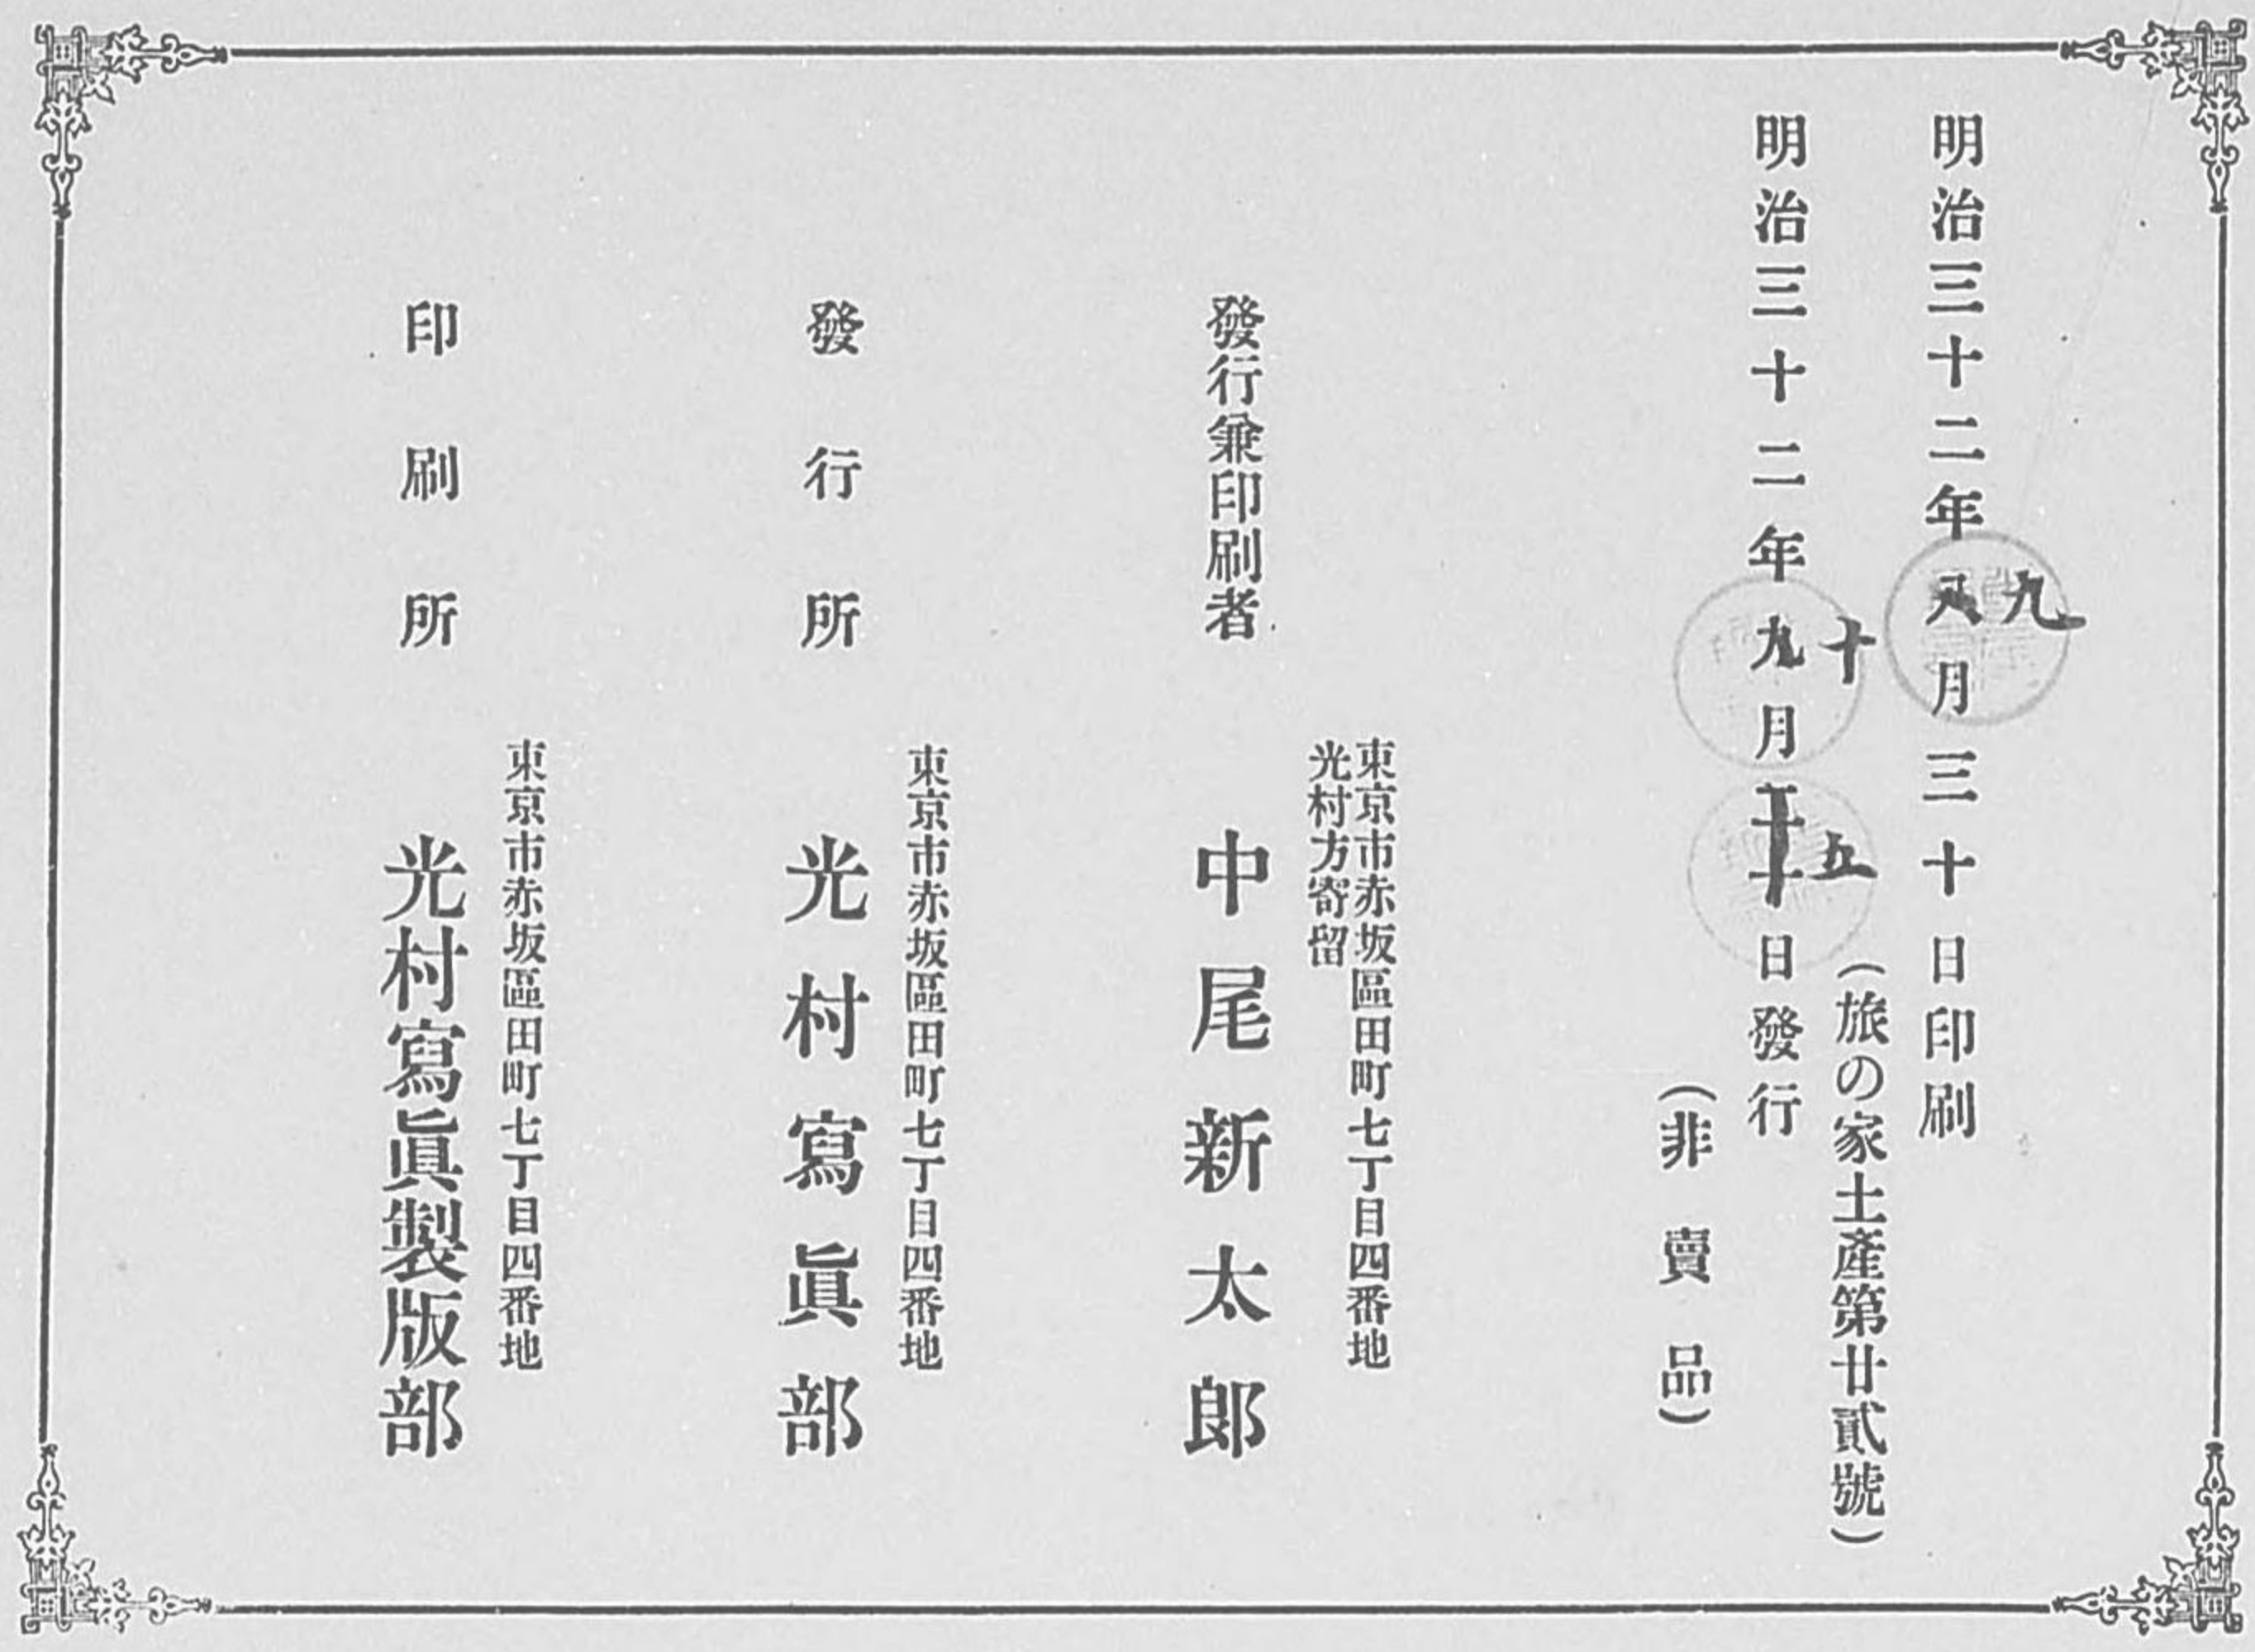 九
明治三十二年八月三十日印刷
(旅の家土產第廿貳號)
十
五
明治三十二年九月 日發行
(非賣品)
東京市赤坂區田町七丁目四番地
光村方寄留
發行兼印刷者 中尾新太郎
東京市赤坂區田町七丁目四番地
發行所 光村寫眞部
東京市赤坂區田町七丁目四番地
印刷所 光村寫眞製版部